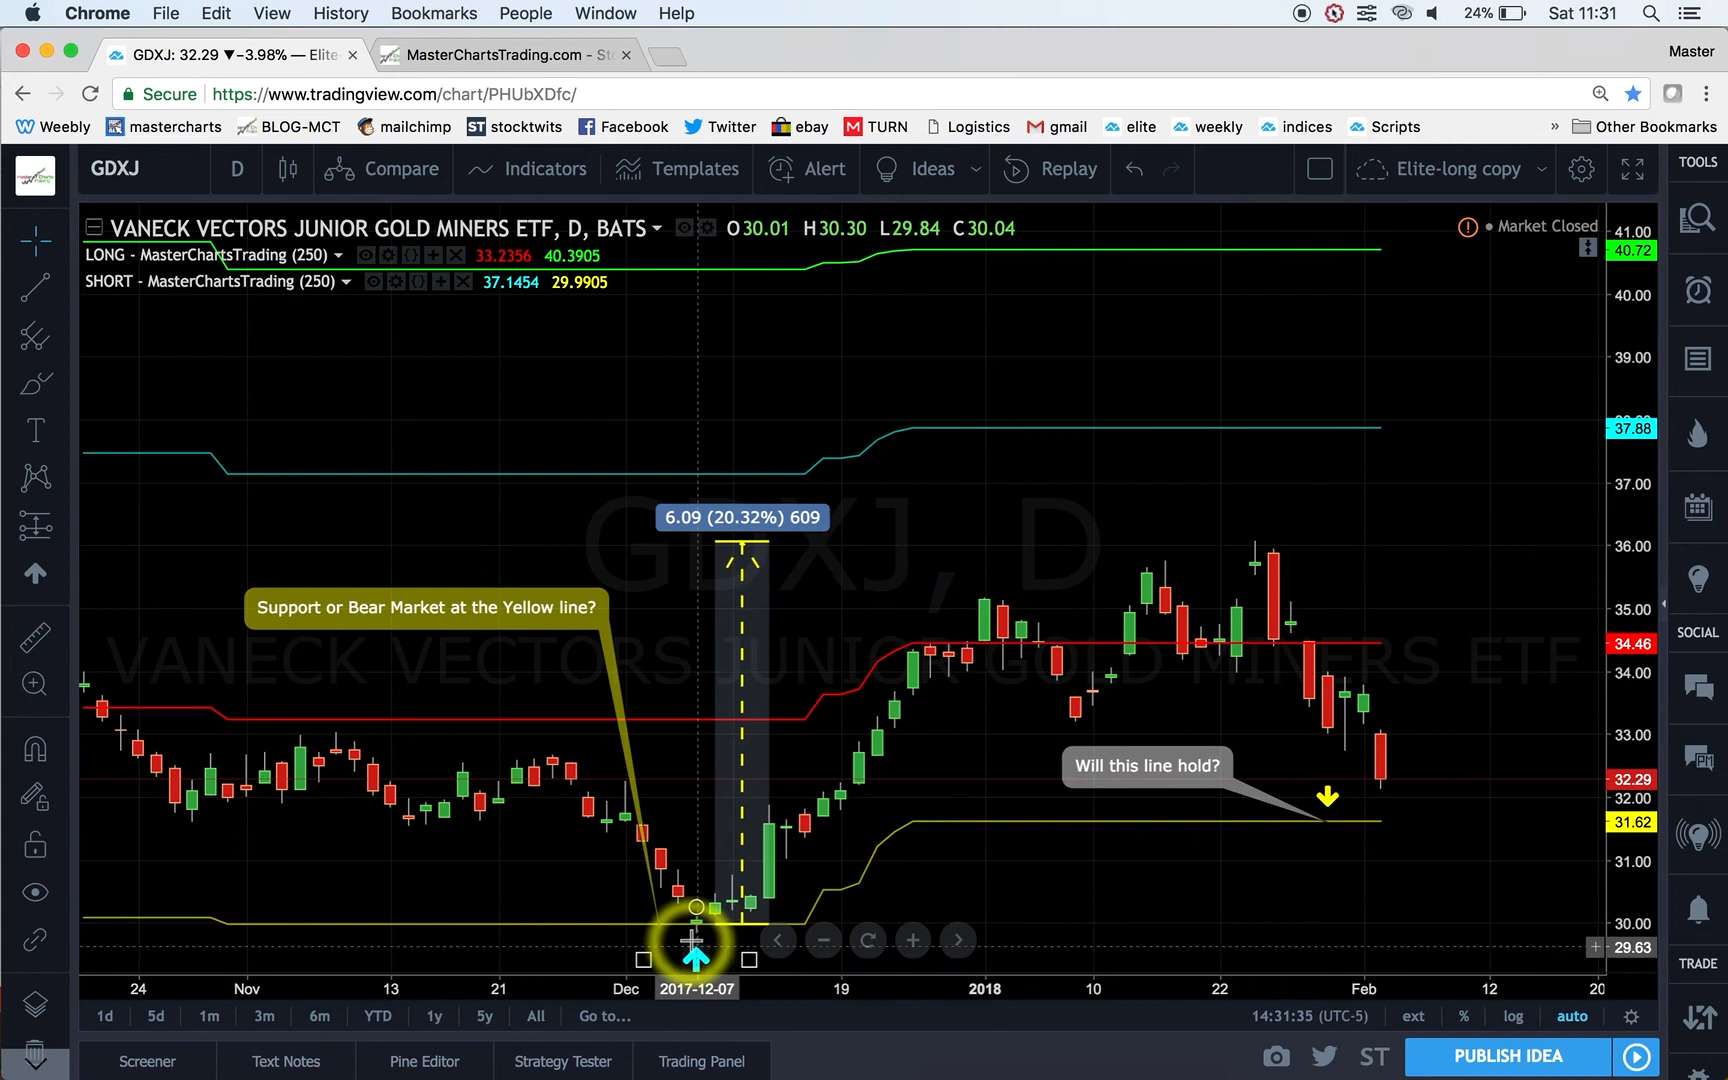 Chrome File Edit View History Bookmarks People Window Help 24% Sat 11:31
GDXJ: 32.29 ▼-3.98% — Elite MasterChartsTrading.com - St Master
Secure https://www.tradingview.com/chart/PHUbXDfc/
Weekly mastercharts BLOG-MCT mailchimp ST stocktwits Facebook Twitter ebay M TURN Logistics gmail elite weekly indices Scripts » Other Bookmarks
GDXJ D Compare Indicators Templates Alert Ideas Replay Elite-long copy TOOLS
VANECK VECTORS JUNIOR GOLD MINERS ETF, D, BATS O30.01 H30.30 L29.84 C30.04 Market Closed
LONG - MasterChartsTrading (250) 33.2356 40.3905
SHORT - MasterChartsTrading (250) 37.1454 29.9905
41.00
40.72
40.00
39.00
37.88
37.00
6.09 (20.32%) 609
GDXJ, D
36.00
Support or Bear Market at the Yellow line?
35.00
34.46
SOCIAL
VANECK VECTORS JUNIOR GOLD MINERS ETF
34.00
33.00
Will this line hold?
32.29
32.00
31.62
31.00
30.00
29.63
TRADE
24 Nov 13 21 Dec 2017-12-07 19 2018 10 22 Feb 12 20
1d 5d 1m 3m 6m YTD 1y 5y All Go to... 14:31:35 (UTC-5) ext % log auto
Screener Text Notes Pine Editor Strategy Tester Trading Panel ST PUBLISH IDEA